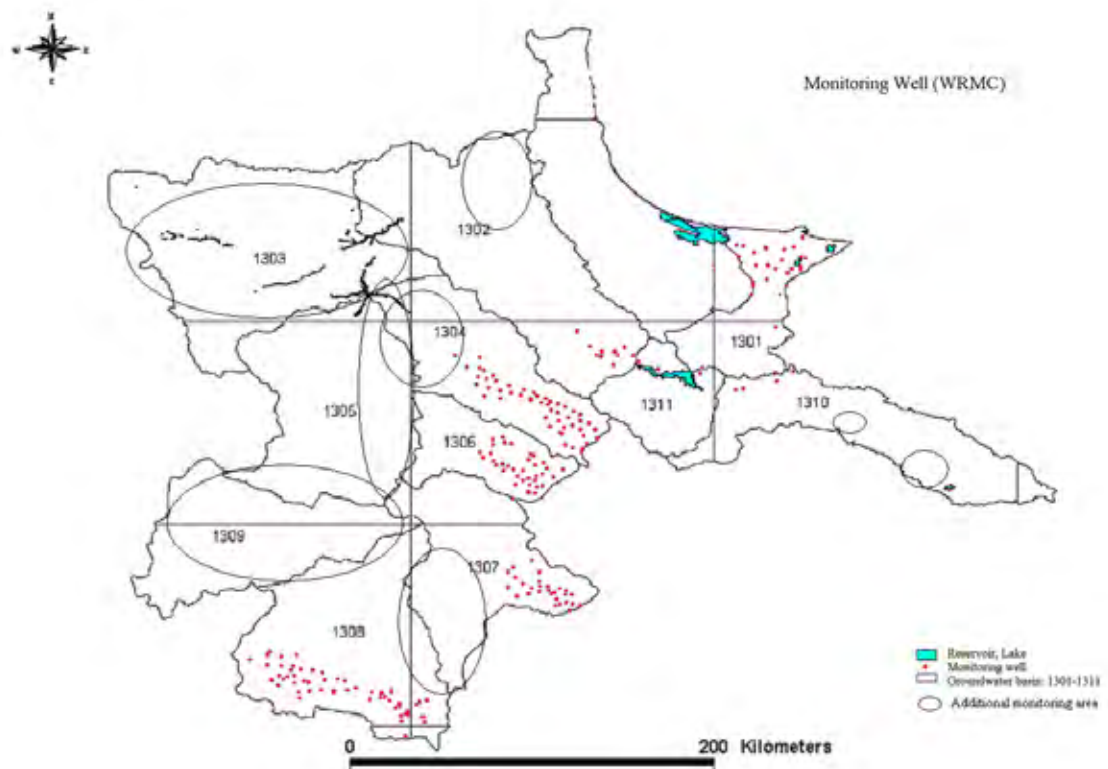 Monitoring Well (WRMC)
1302
1303
1304
1301
1305
1311
1310
1306
1309
1307
1308
Reservoir, Lake
Monitoring well
Groundwater basin: 1301-1311
Additional monitoring area
0
200 Kilometers